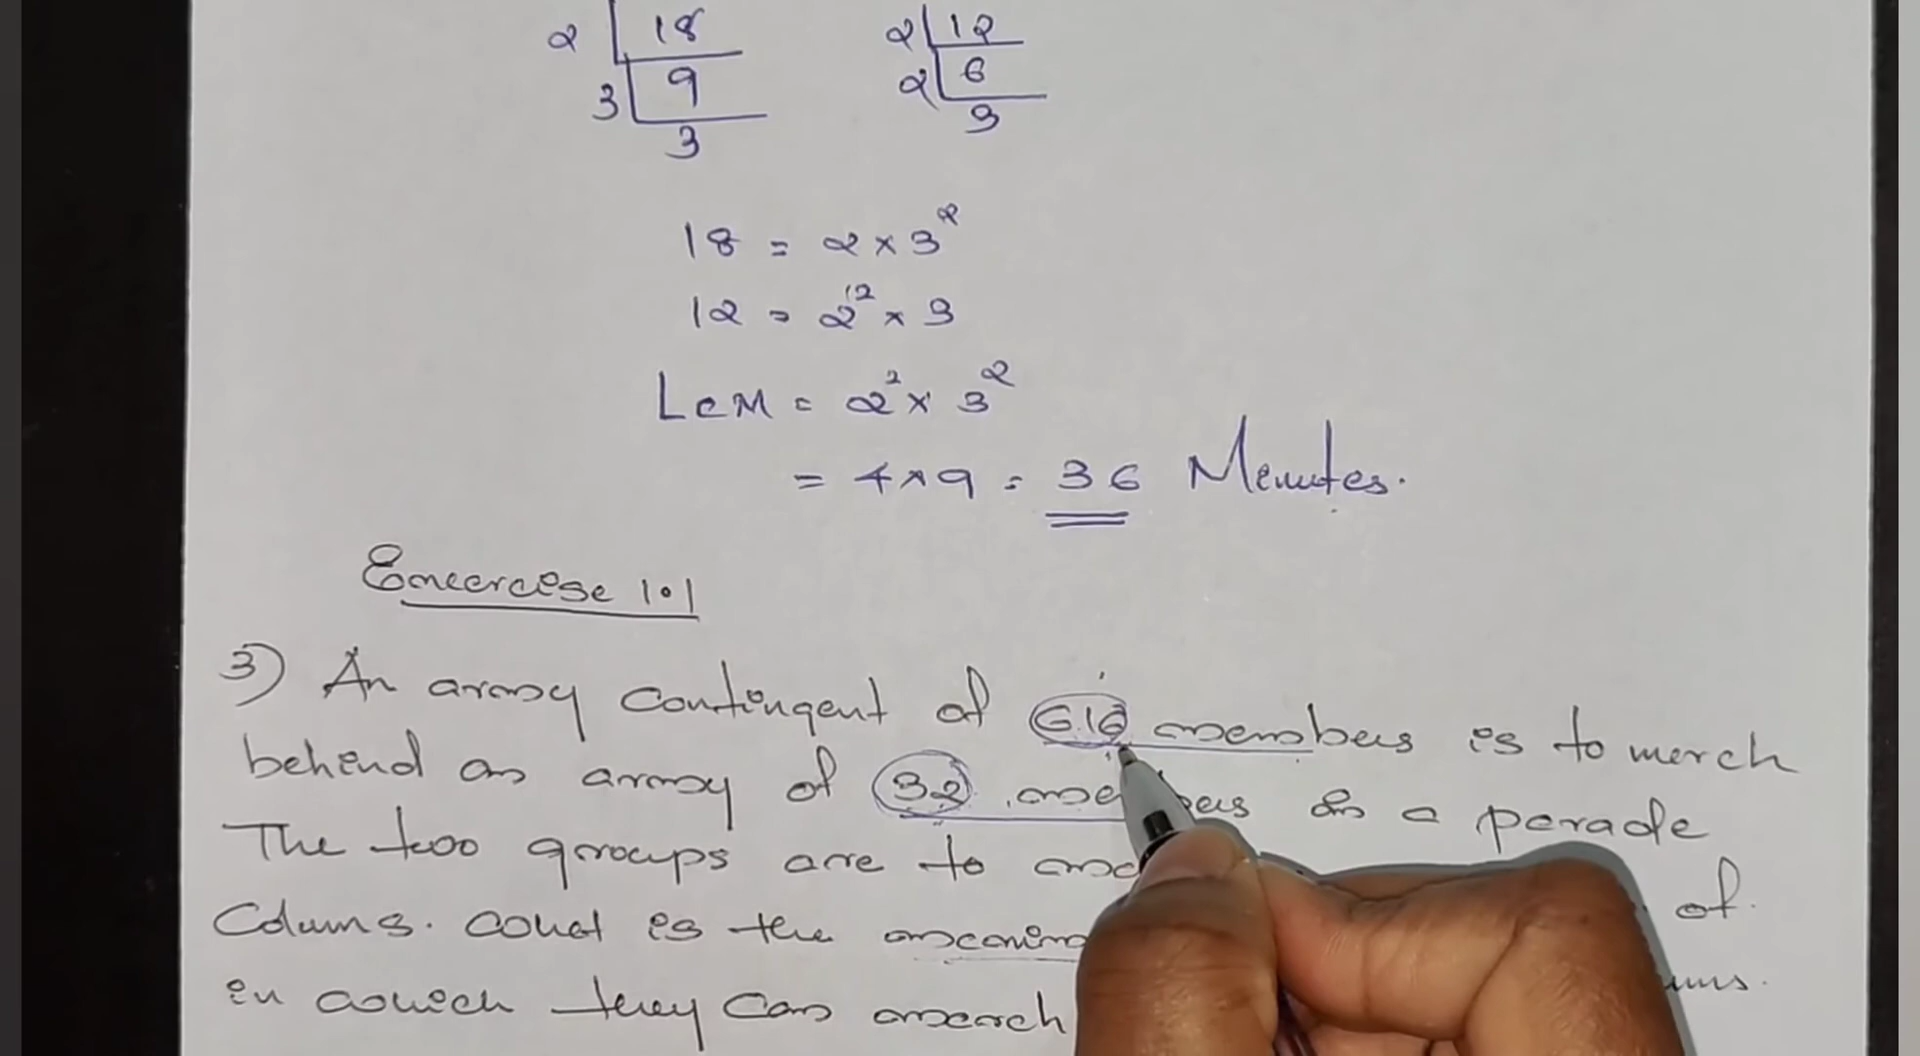 2 18 2 12
3 9 2 6
3 3
18 = 2 × 3²
12 = 2² × 3
LCM = 2² × 3²
= 4 × 9 = 36 Minutes.
Exercise 1.1
3) An army contingent of 616 members is to march
behind an army of 32 members in a parade
The two groups are to of.
Colums. what is the
in which they can march